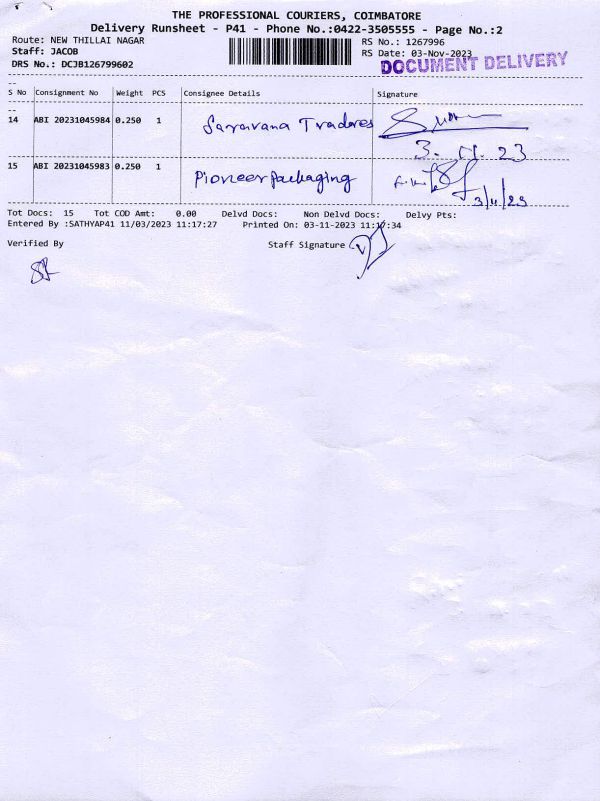 THE PROFESSIONAL COURIERS, COIMBATORE
Delivery Runsheet - P41 - Phone No.:0422-3505555 - Page No.:2
Route: NEW THILLAI NAGAR RS No.: 1267996
Staff: JACOB RS Date: 03-Nov-2023
DRS No.: DCJB126799602 DOCUMENT DELIVERY
S No Consignment No Weight PCS Consignee Details Signature
14 ABI 20231045984 0.250 1 Saravana Tradores
3.11.23
15 ABI 20231045983 0.250 1 Pioneer packaging
3/11/23
Tot Docs: 15 Tot COD Amt: 0.00 Delvd Docs: Non Delvd Docs: Delvy Pts:
Entered By :SATHYAP41 11/03/2023 11:17:27 Printed On: 03-11-2023 11:17:34
Verified By Staff Signature